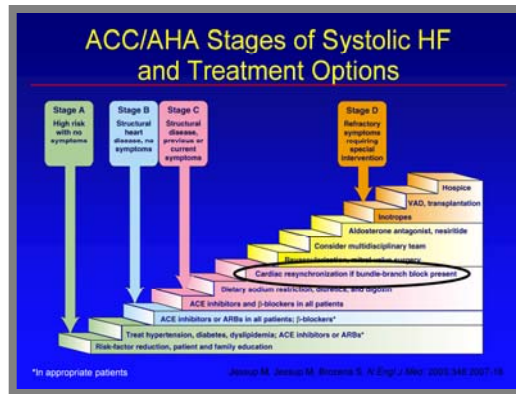 ACC/AHA Stages of Systolic HF
and Treatment Options
Stage A
High risk
with no
symptoms
Stage B
Structural
heart
disease, no
symptoms
Stage C
Structural
disease,
previous or
current
symptoms
Stage D
Refractory
symptoms
requiring
special
intervention
Hospice
VAD, transplantation
Inotropes
Aldosterone antagonist, nesiritide
Consider multidisciplinary team
Revascularization, mitral-valve surgery
Cardiac resynchronization if bundle-branch block present
Dietary sodium restriction, diuretics, and digoxin
ACE inhibitors and β-blockers in all patients
ACE inhibitors or ARBs in all patients; β-blockers*
Treat hypertension, diabetes, dyslipidemia; ACE inhibitors or ARBs*
Risk-factor reduction, patient and family education
*In appropriate patients
Jessup M, Jessup M, Brozena S. N Engl J Med. 2003;348:2007-18